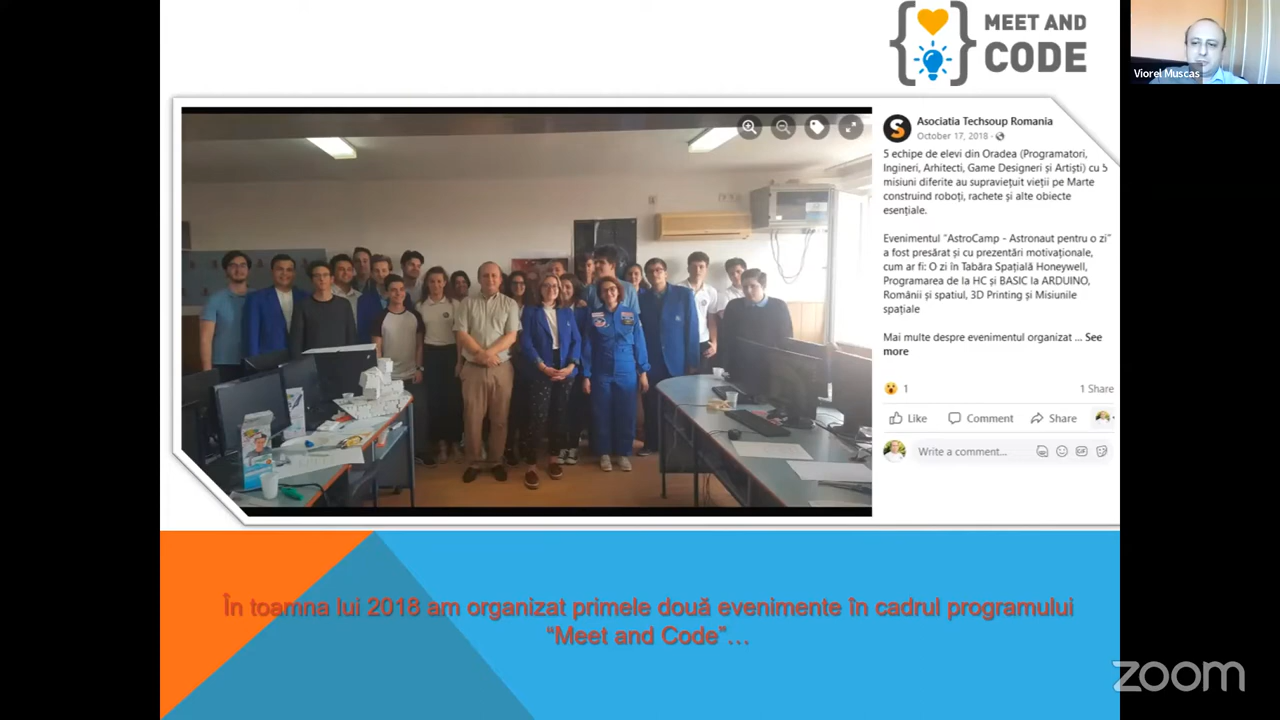 MEET AND
CODE
Viorel Muscas
Asociatia Techsoup Romania
October 17, 2018 ·
5 echipe de elevi din Oradea (Programatori,
Ingineri, Arhitecti, Game Designeri și Artiști) cu 5
misiuni diferite au supraviețuit vieții pe Marte
construind roboți, rachete și alte obiecte
esențiale.
Evenimentul "AstroCamp - Astronaut pentru o zi"
a fost presărat și cu prezentări motivaționale,
cum ar fi: O zi în Tabăra Spațială Honeywell,
Programarea de la HC și BASIC la ARDUINO,
Românii și spatiul, 3D Printing și Misiunile
spațiale
Mai multe despre evenimentul organizat ... See
more
1
1 Share
Like Comment Share
Write a comment...
În toamna lui 2018 am organizat primele două evenimente în cadrul programului
“Meet and Code”…
zoom